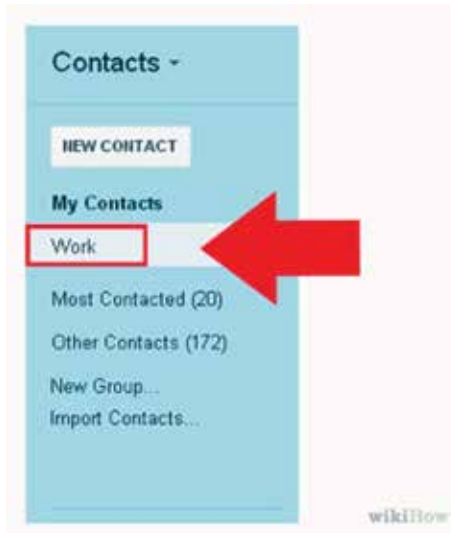 Contacts
NEW CONTACT
My Contacts
Work
Most Contacted (20)
Other Contacts (172)
New Group...
Import Contacts...
wikiHow